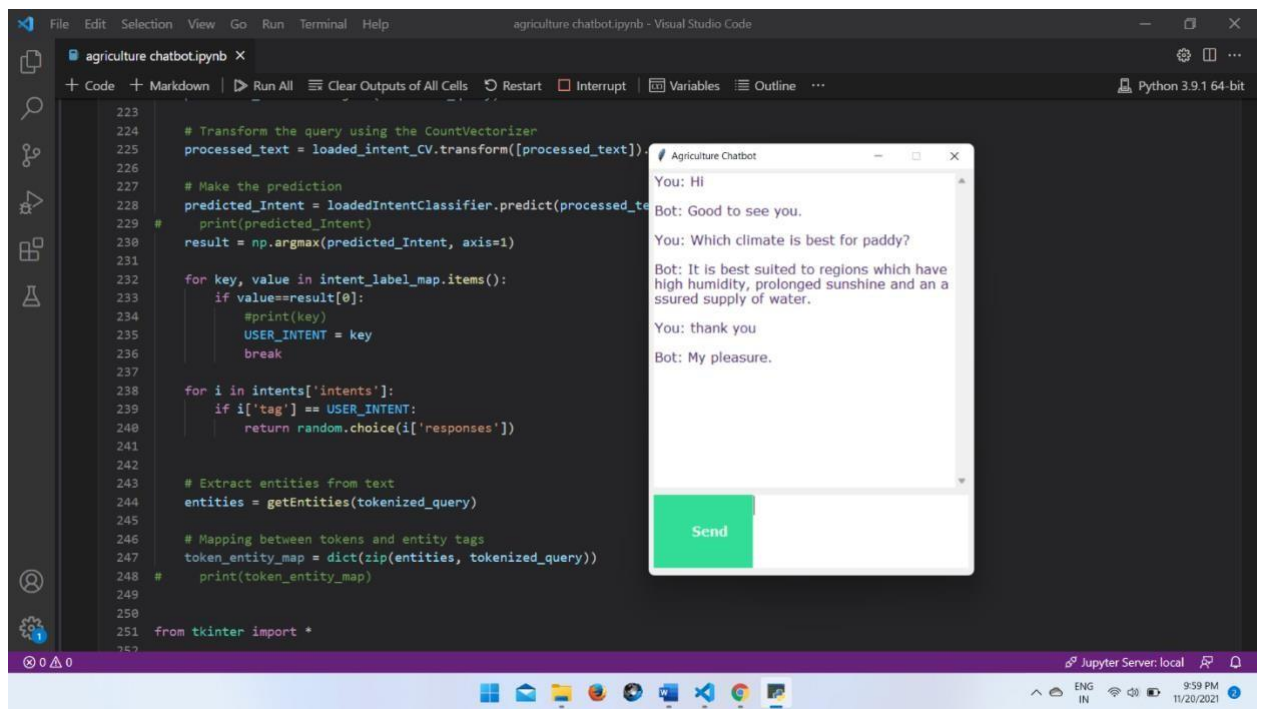 File Edit Selection View Go Run Terminal Help agriculture chatbot.ipynb - Visual Studio Code
agriculture chatbot.ipynb
+ Code + Markdown Run All Clear Outputs of All Cells Restart Interrupt Variables Outline ... Python 3.9.1 64-bit
223
224 # Transform the query using the CountVectorizer
225 processed_text = loaded_intent_CV.transform([processed_text]).
226
227 # Make the prediction
228 predicted_Intent = loadedIntentClassifier.predict(processed_te
229 # print(predicted_Intent)
230 result = np.argmax(predicted_Intent, axis=1)
231
232 for key, value in intent_label_map.items():
233 if value==result[0]:
234 #print(key)
235 USER_INTENT = key
236 break
237
238 for i in intents['intents']:
239 if i['tag'] == USER_INTENT:
240 return random.choice(i['responses'])
241
242
243 # Extract entities from text
244 entities = getEntities(tokenized_query)
245
246 # Mapping between tokens and entity tags
247 token_entity_map = dict(zip(entities, tokenized_query))
248 # print(token_entity_map)
249
250
251 from tkinter import *
252
Agriculture Chatbot
You: Hi
Bot: Good to see you.
You: Which climate is best for paddy?
Bot: It is best suited to regions which have
high humidity, prolonged sunshine and an a
ssured supply of water.
You: thank you
Bot: My pleasure.
Send
1
0 0 Jupyter Server: local
ENG
IN
9:59 PM
11/20/2021
2